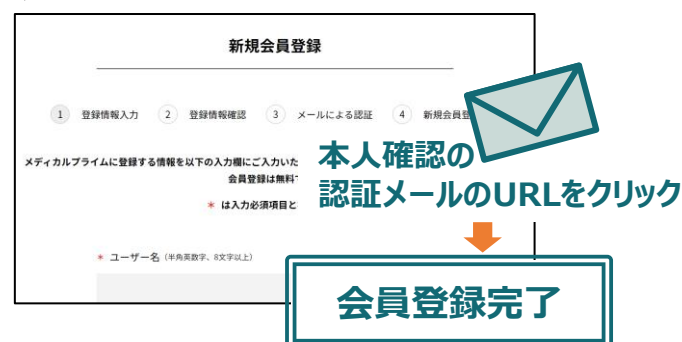 新規会員登録
1 登録情報入力 2 登録情報確認 3 メールによる認証 4 新規会員登
メディカルプライムに登録する情報を以下の入力欄にご入力いた
会員登録は無料
* は入力必須項目と
* ユーザー名 (半角英数字、8文字以上)
本人確認の
認証メールのURLをクリック
会員登録完了